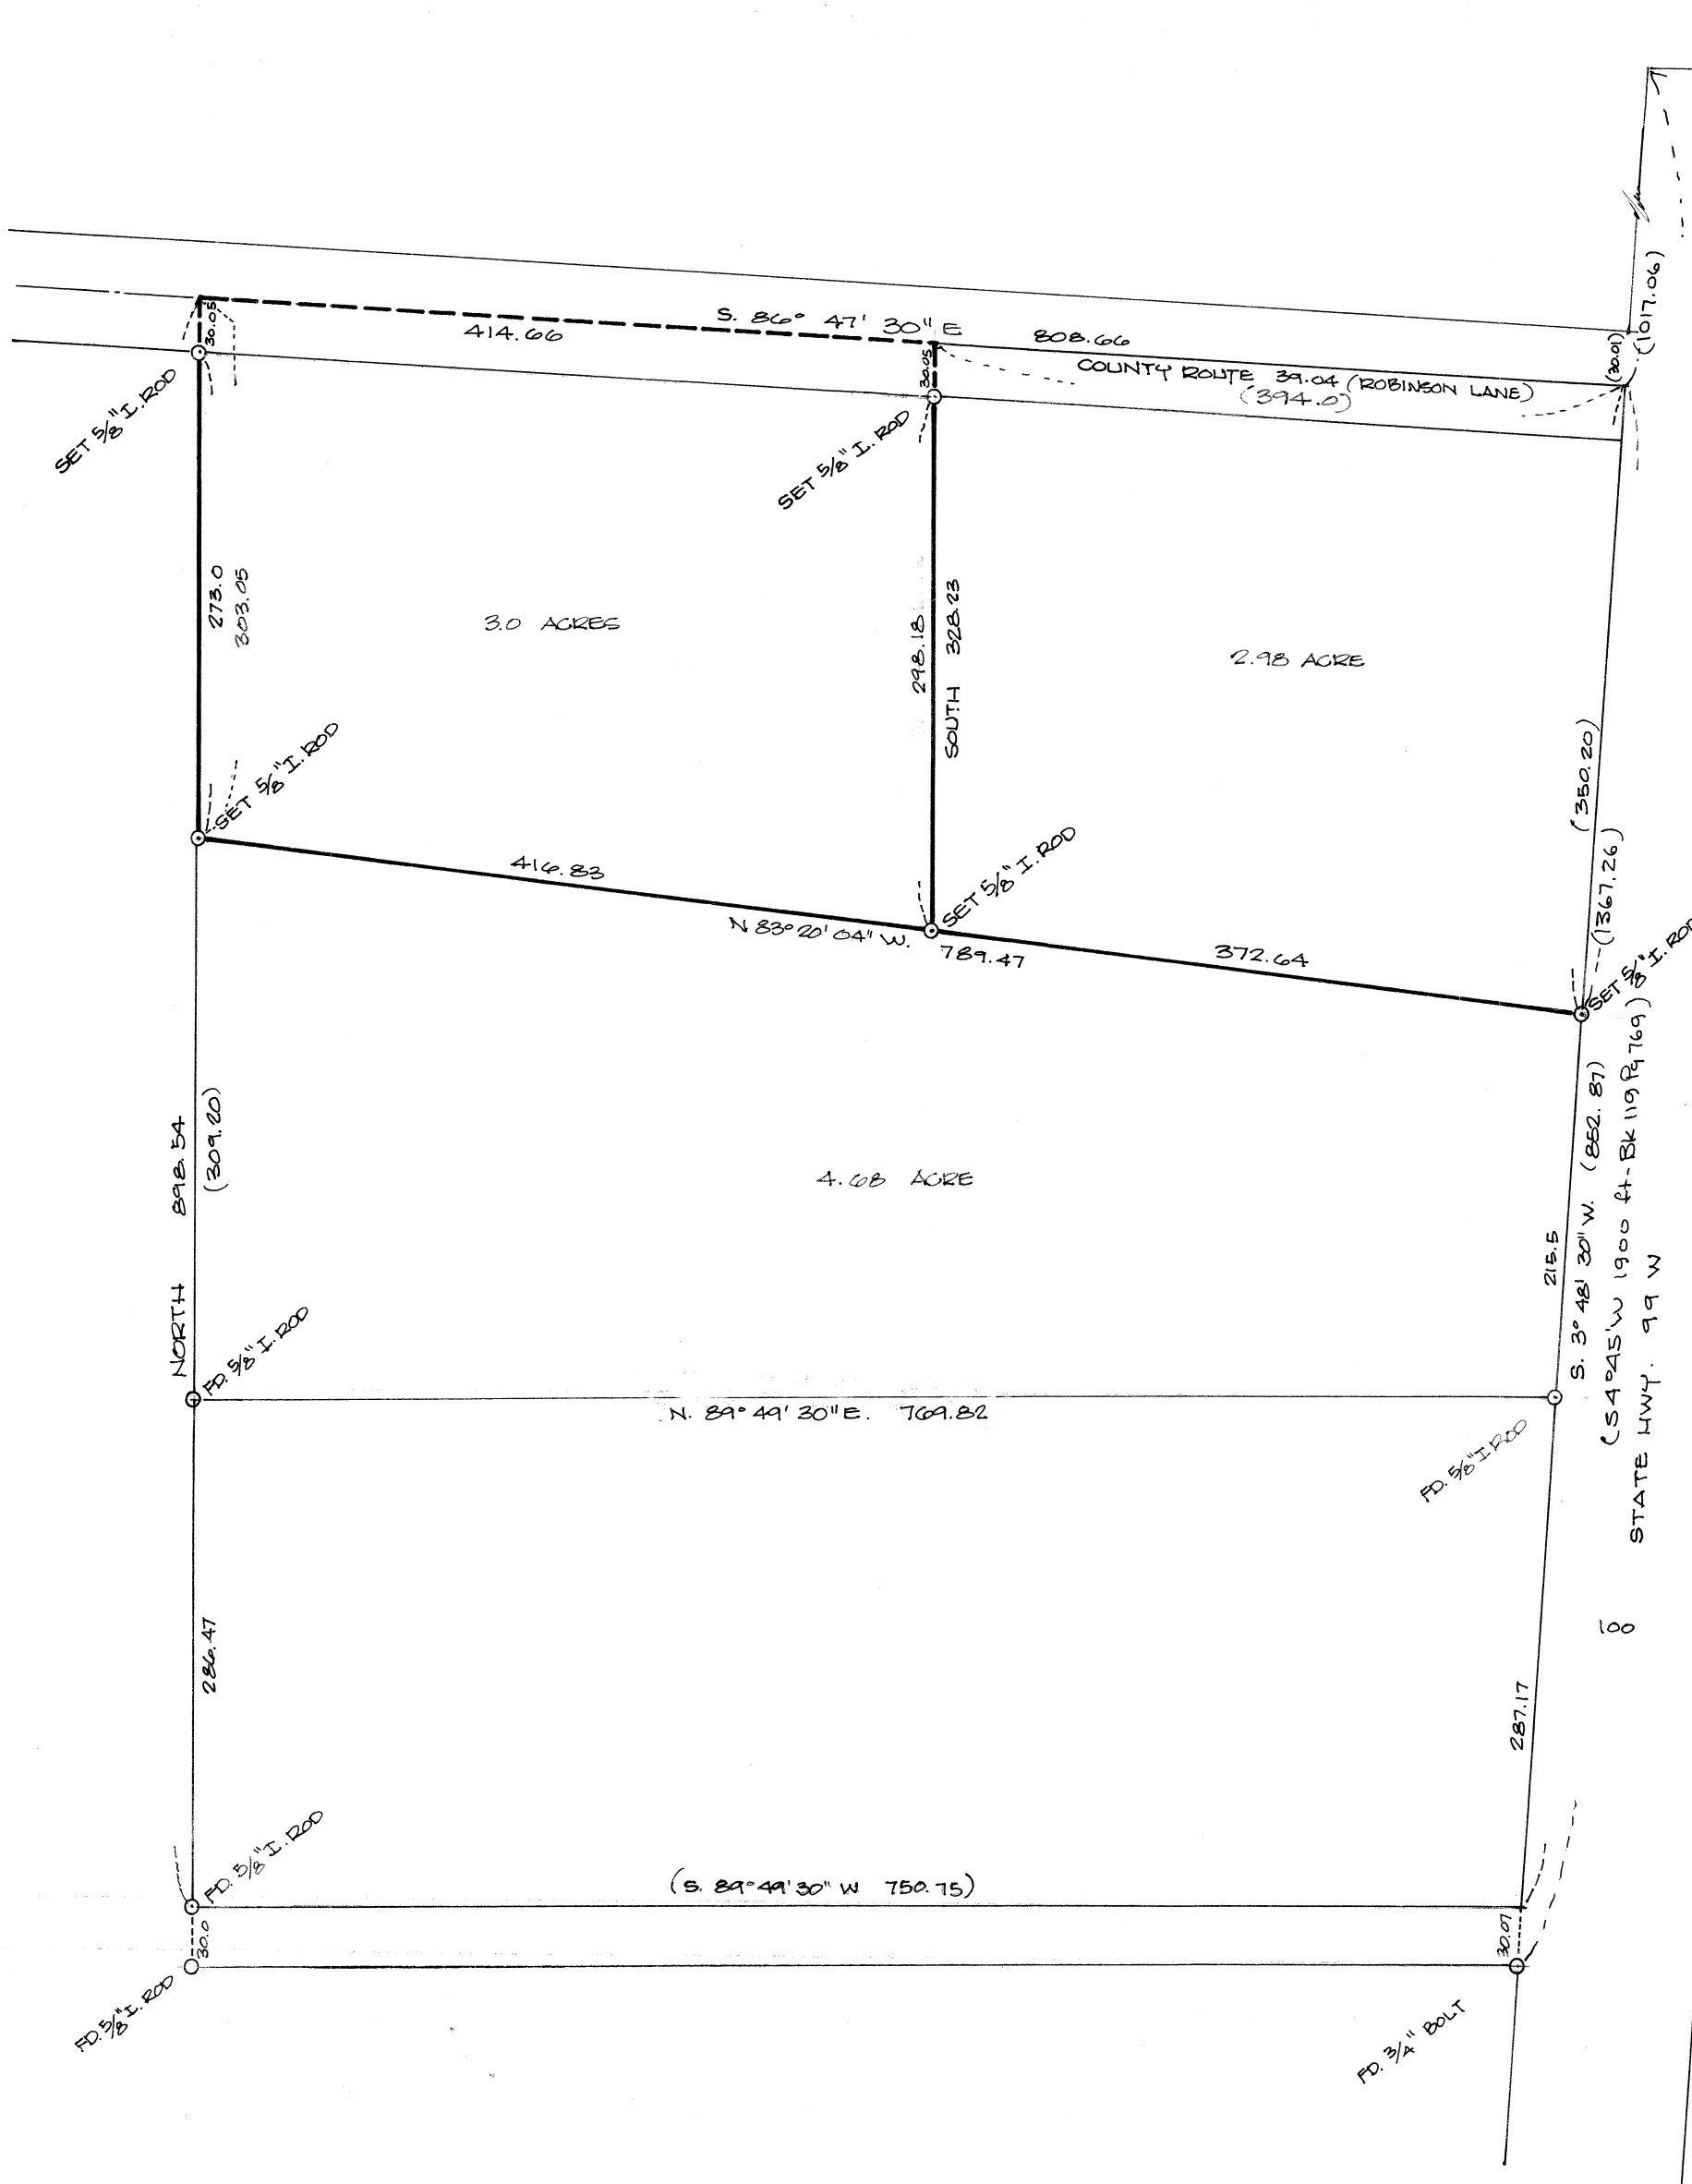 (1017.06)
30.05
S. 86° 47' 30" E
414.66
808.66
(30.01)
30.05
COUNTY ROUTE 39.04 (ROBINSON LANE)
(394.0)
SET 5/8" I. ROD
SET 5/8" I. ROD
273.0
303.05
3.0 ACRES
298.18
SOUTH 328.23
2.98 ACRE
(350.20)
(1367.26)
SET 5/8" I. ROD
416.83
SET 5/8" I. ROD
N 83° 20' 04" W.
789.47
372.64
SET 5/8" I. ROD
NORTH 898.54
(309.20)
4.68 ACRE
215.5
S. 3° 48' 30" W. (852.87)
(S4°45'W 1900 ft-Bk 119 Pg 769)
STATE HWY. 99 W
FD. 5/8" I. ROD
N. 89° 49' 30" E. 769.82
FD. 5/8" I. ROD
100
286.47
287.17
FD. 5/8" I. ROD
(S. 89° 49' 30" W 750.75)
30.0
30.07
FD. 5/8" I. ROD
FD. 3/4" BOLT